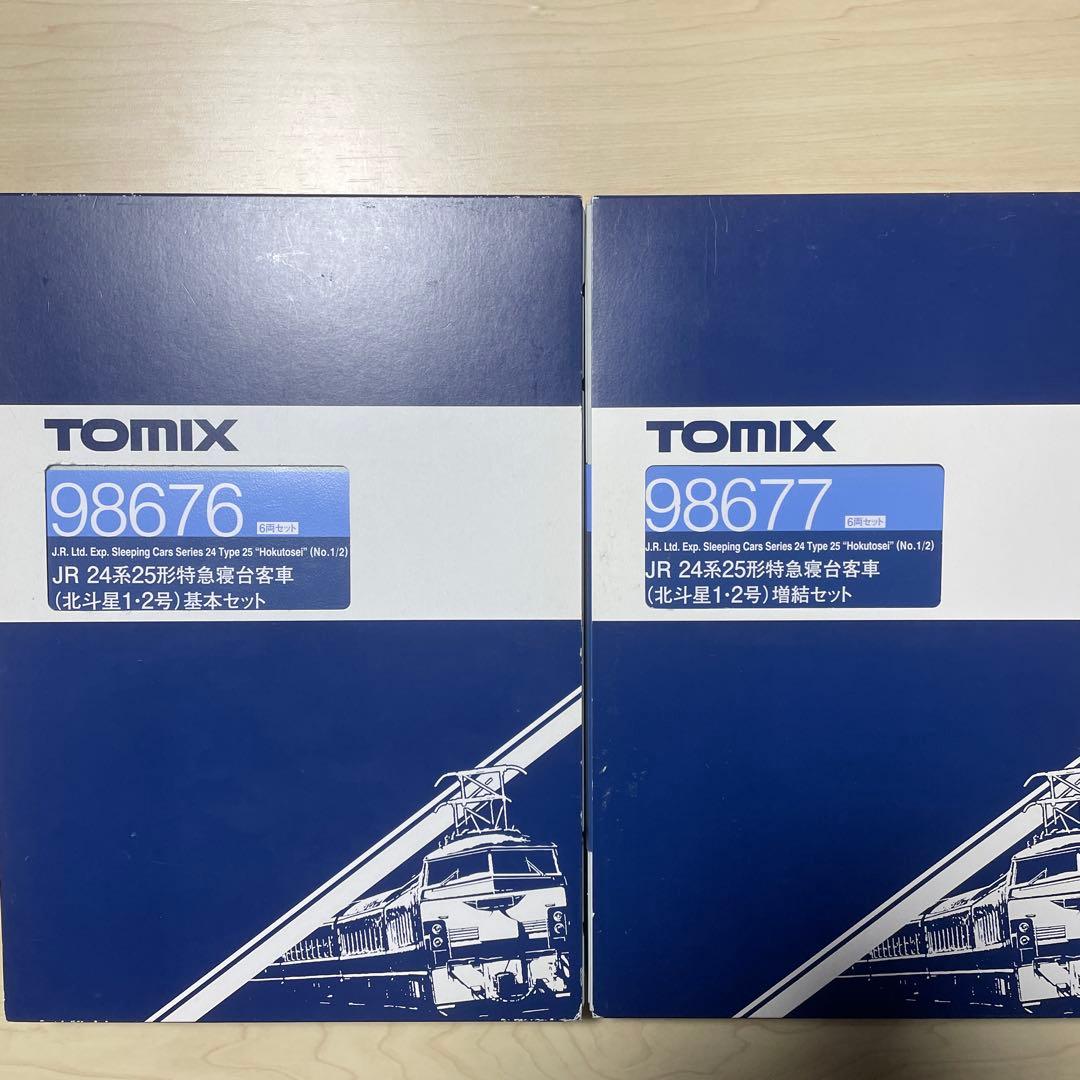 TOMIX
98676 6両セット
J.R. Ltd. Exp. Sleeping Cars Series 24 Type 25 "Hokutosei" (No.1/2)
JR 24系25形特急寝台客車
(北斗星1・2号)基本セット
TOMIX
98677 6両セット
J.R. Ltd. Exp. Sleeping Cars Series 24 Type 25 "Hokutosei" (No.1/2)
JR 24系25形特急寝台客車
(北斗星1・2号)増結セット